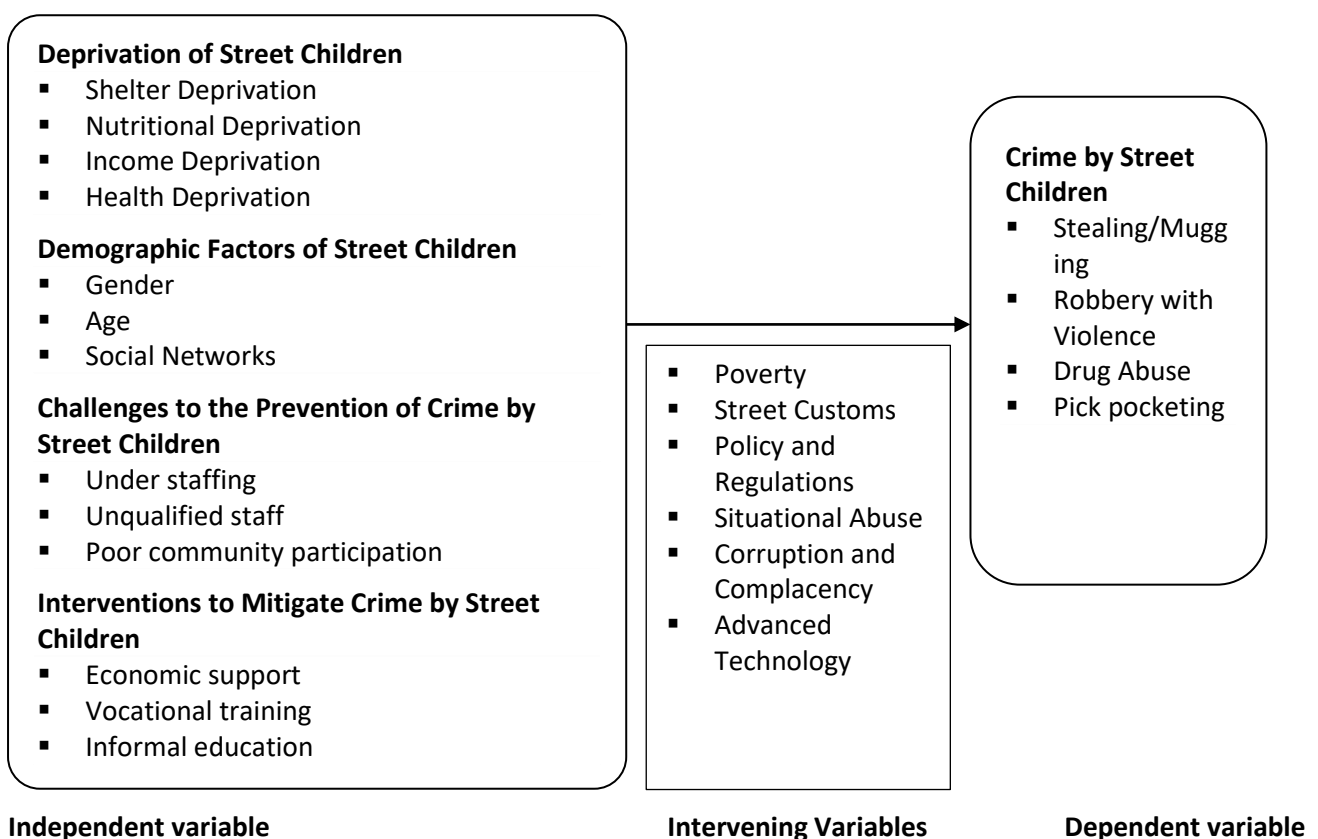 Deprivation of Street Children
▪ Shelter Deprivation
▪ Nutritional Deprivation
▪ Income Deprivation
▪ Health Deprivation
Demographic Factors of Street Children
▪ Gender
▪ Age
▪ Social Networks
Challenges to the Prevention of Crime by
Street Children
▪ Under staffing
▪ Unqualified staff
▪ Poor community participation
Interventions to Mitigate Crime by Street
Children
▪ Economic support
▪ Vocational training
▪ Informal education
▪ Poverty
▪ Street Customs
▪ Policy and
Regulations
▪ Situational Abuse
▪ Corruption and
Complacency
▪ Advanced
Technology
Crime by Street
Children
▪ Stealing/Mugg
ing
▪ Robbery with
Violence
▪ Drug Abuse
▪ Pick pocketing
Independent variable
Intervening Variables
Dependent variable